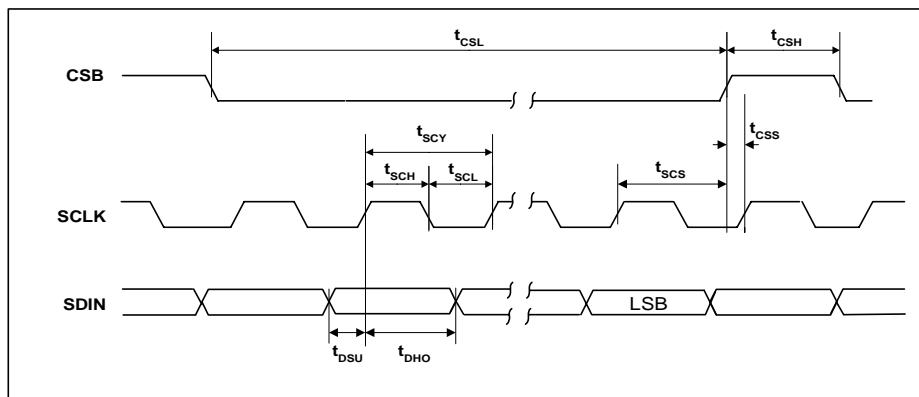 tCSL
tCSH
CSB
tCSS
tSCY
tSCH
tSCL
tSCS
SCLK
SDIN
LSB
tDSU
tDHO